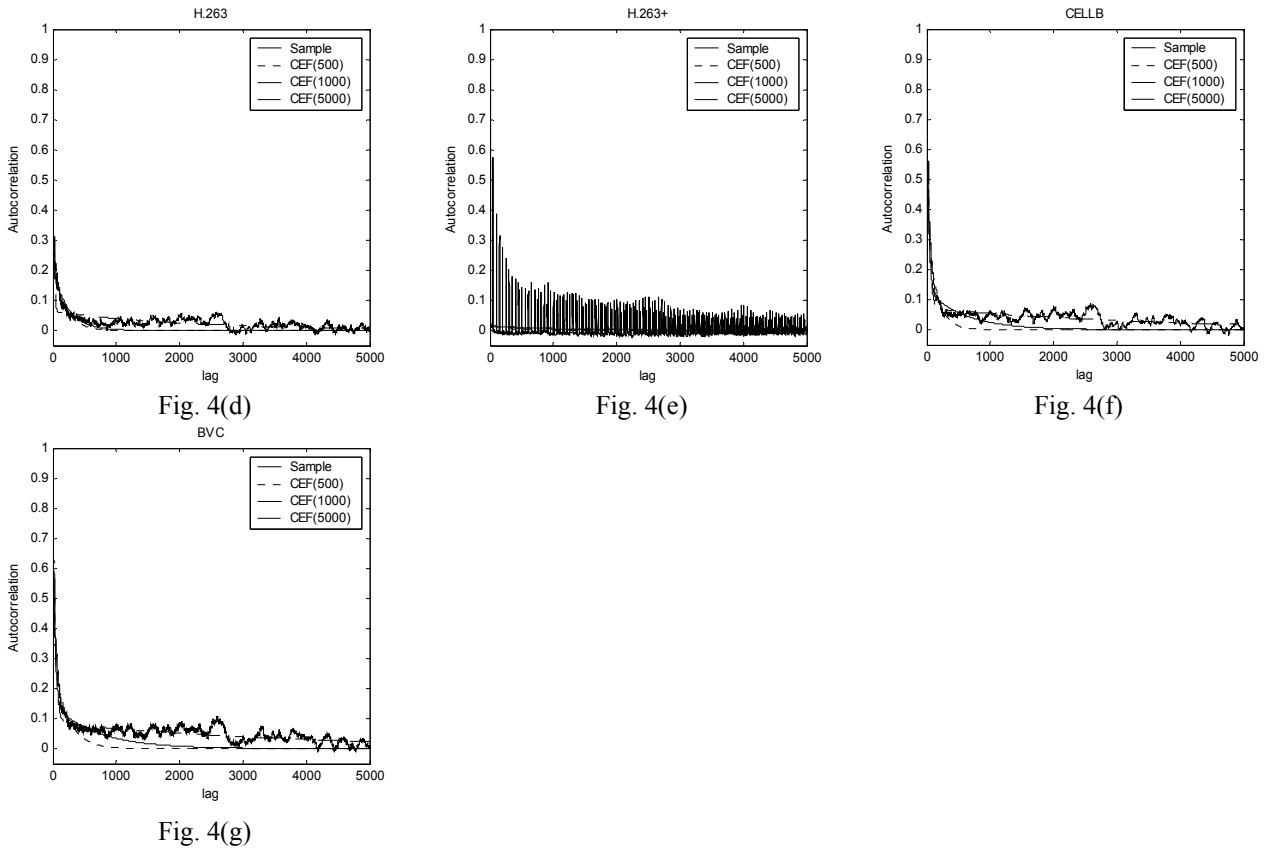 H.263
1
0.9
0.8
0.7
0.6
0.5
0.4
0.3
0.2
0.1
0
Autocorrelation
Sample
CEF(500)
CEF(1000)
CEF(5000)
0 1000 2000 3000 4000 5000
lag
Fig. 4(d)
H.263+
1
0.9
0.8
0.7
0.6
0.5
0.4
0.3
0.2
0.1
0
Autocorrelation
Sample
CEF(500)
CEF(1000)
CEF(5000)
0 1000 2000 3000 4000 5000
lag
Fig. 4(e)
CELLB
1
0.9
0.8
0.7
0.6
0.5
0.4
0.3
0.2
0.1
0
Autocorrelation
Sample
CEF(500)
CEF(1000)
CEF(5000)
0 1000 2000 3000 4000 5000
lag
Fig. 4(f)
BVC
1
0.9
0.8
0.7
0.6
0.5
0.4
0.3
0.2
0.1
0
Autocorrelation
Sample
CEF(500)
CEF(1000)
CEF(5000)
0 1000 2000 3000 4000 5000
lag
Fig. 4(g)